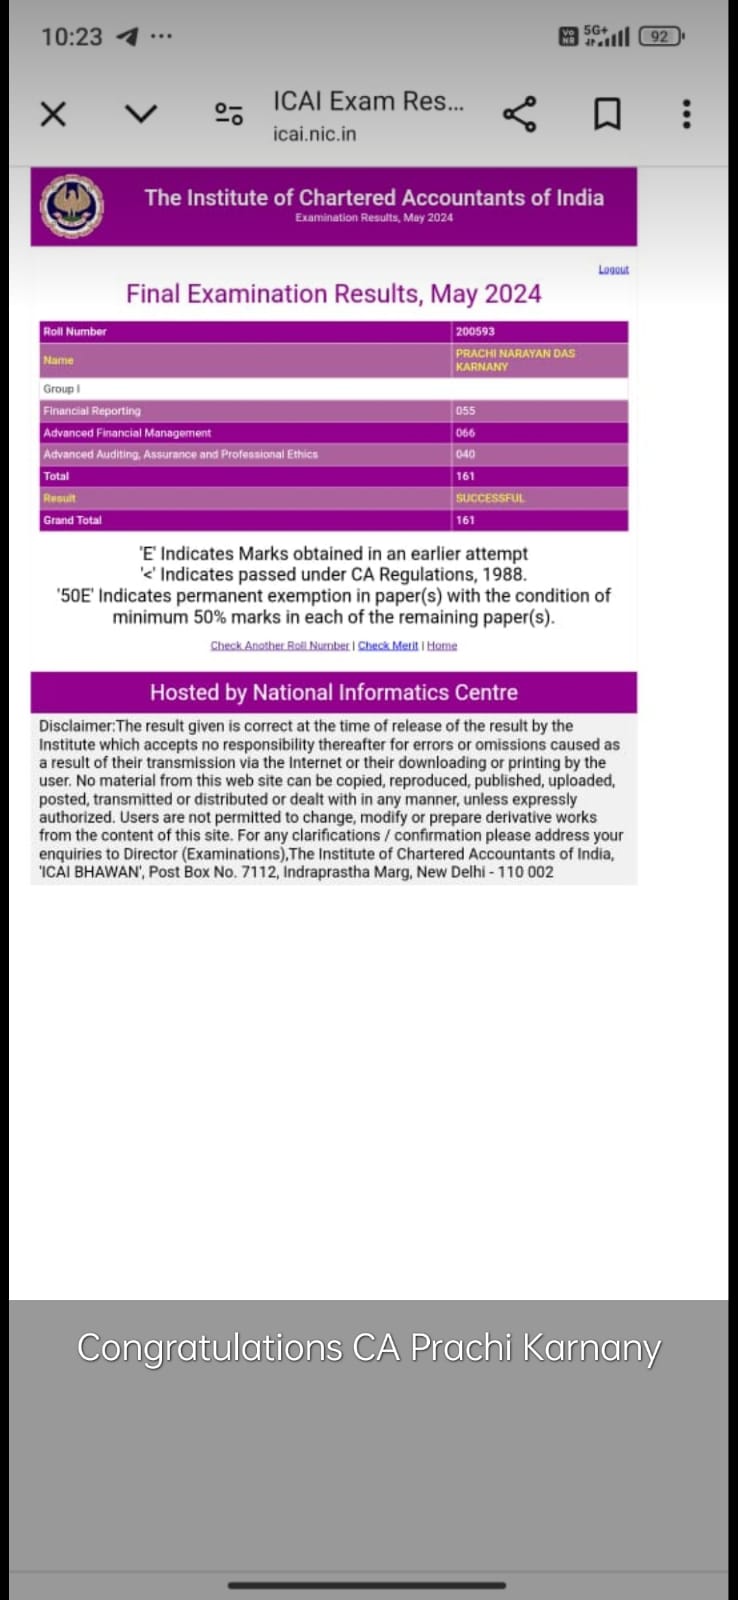 10:23 ...
Vo NR 5G+ 92
ICAI Exam Res...
icai.nic.in
The Institute of Chartered Accountants of India
Examination Results, May 2024
Logout
Final Examination Results, May 2024
Roll Number 200593
Name PRACHI NARAYAN DAS
KARNANY
Group I
Financial Reporting 055
Advanced Financial Management 066
Advanced Auditing, Assurance and Professional Ethics 040
Total 161
Result SUCCESSFUL
Grand Total 161
'E' Indicates Marks obtained in an earlier attempt
'<' Indicates passed under CA Regulations, 1988.
'50E' Indicates permanent exemption in paper(s) with the condition of
minimum 50% marks in each of the remaining paper(s).
Check Another Roll Number | Check Merit | Home
Hosted by National Informatics Centre
Disclaimer:The result given is correct at the time of release of the result by the
Institute which accepts no responsibility thereafter for errors or omissions caused as
a result of their transmission via the Internet or their downloading or printing by the
user. No material from this web site can be copied, reproduced, published, uploaded,
posted, transmitted or distributed or dealt with in any manner, unless expressly
authorized. Users are not permitted to change, modify or prepare derivative works
from the content of this site. For any clarifications / confirmation please address your
enquiries to Director (Examinations),The Institute of Chartered Accountants of India,
'ICAI BHAWAN', Post Box No. 7112, Indraprastha Marg, New Delhi - 110 002
Congratulations CA Prachi Karnany